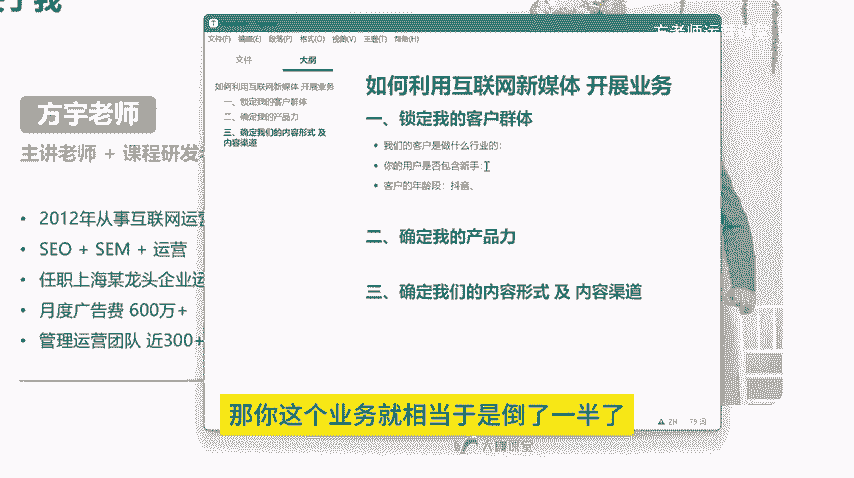 了我
方老师运营课堂
文件(F) 编辑(E) 段落(P) 格式(O) 视图(V) 主题(T) 帮助(H)
文件 大纲
如何利用互联网新媒体 开展业务
一、锁定我的客户群体
二、确定我的产品力
三、确定我们的内容形式 及
内容渠道
如何利用互联网新媒体 开展业务
一、锁定我的客户群体
• 我们的客户是做什么行业的：
• 你的用户是否包含新手：
• 客户的年龄段：抖音、
二、确定我的产品力
三、确定我们的内容形式 及 内容渠道
ZH 79 词
方宇老师
主讲老师 + 课程研发
• 2012年从事互联网运营
• SEO + SEM + 运营
• 任职上海某龙头企业运
• 月度广告费 600万+
• 管理运营团队 近300+
那你这个业务就相当于是倒了一半了